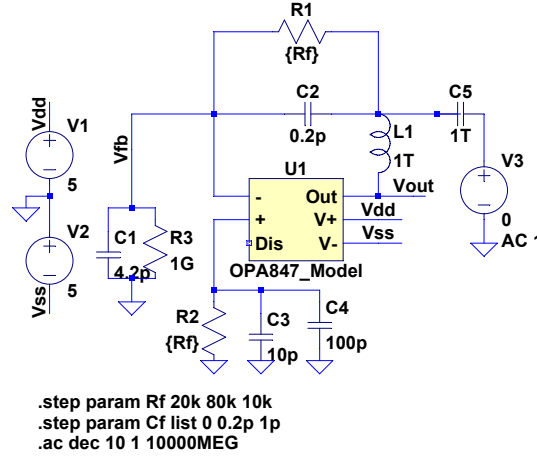 R1
{Rf}
C2
0.2p
C5
1T
L1
1T
V3
0
AC 1
Vdd
V1
5
Vfb
U1
-
+
Dis
Out
V+
V-
Vout
Vdd
Vss
OPA847_Model
V2
5
Vss
C1
4.2p
R3
1G
R2
{Rf}
C3
10p
C4
100p
.step param Rf 20k 80k 10k
.step param Cf list 0 0.2p 1p
.ac dec 10 1 10000MEG